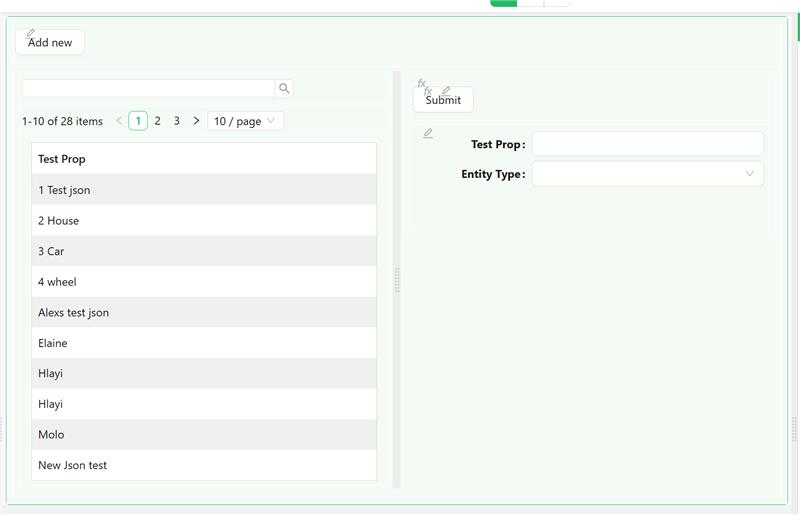 Add new
1-10 of 28 items < 1 2 3 > 10 / page
Test Prop
1 Test json
2 House
3 Car
4 wheel
Alexs test json
Elaine
Hlayi
Hlayi
Molo
New Json test
fx
fx
Submit
Test Prop:
Entity Type: